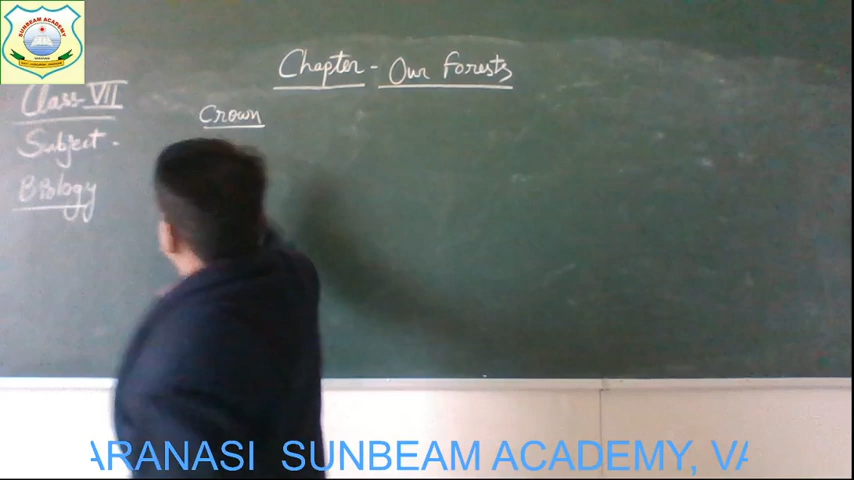 SUNBEAM ACADEMY
Chapter - Our Forests
Class VII
Crown
Subject -
Biology
ARANASI SUNBEAM ACADEMY, VA